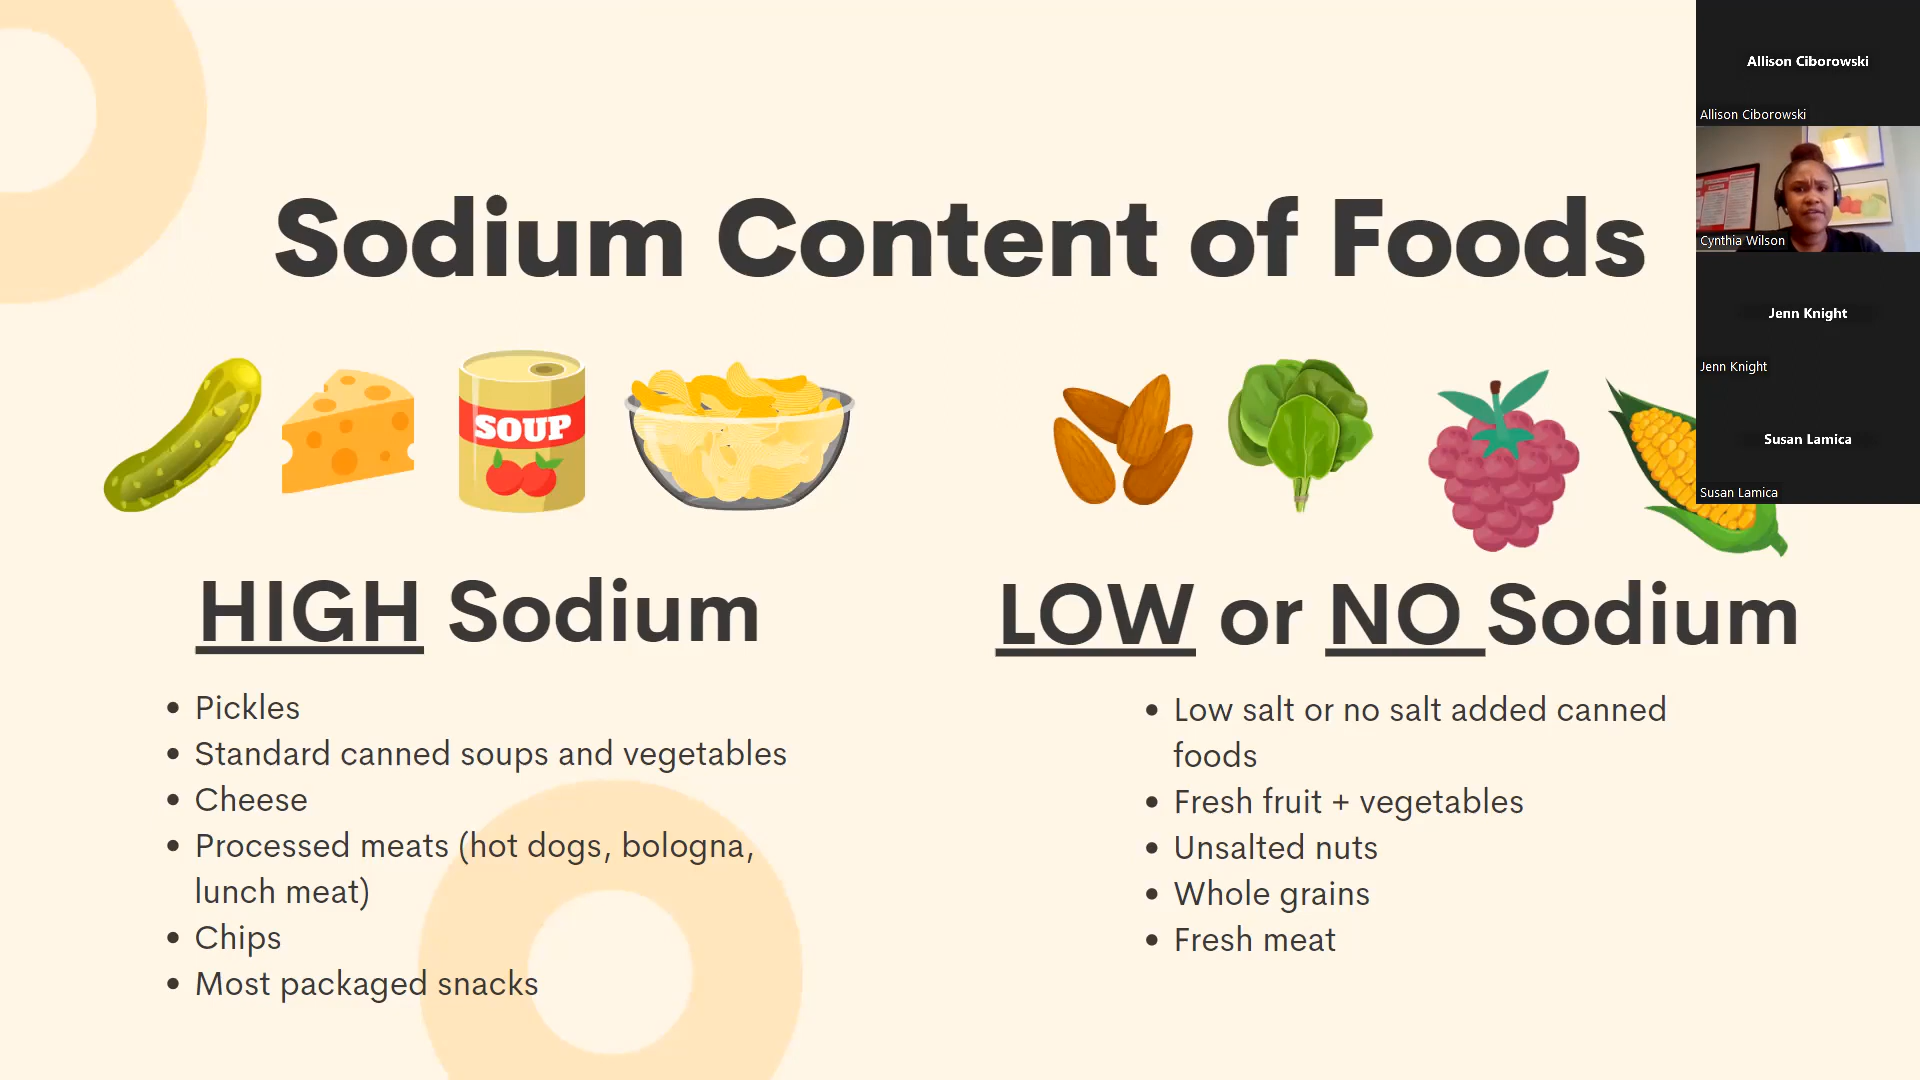 Sodium Content of Foods
SOUP
HIGH Sodium
Pickles
Standard canned soups and vegetables
Cheese
Processed meats (hot dogs, bologna,
lunch meat)
Chips
Most packaged snacks
LOW or NO Sodium
Low salt or no salt added canned
foods
Fresh fruit + vegetables
Unsalted nuts
Whole grains
Fresh meat
Allison Ciborowski
Allison Ciborowski
Cynthia Wilson
Jenn Knight
Jenn Knight
Susan Lamica
Susan Lamica